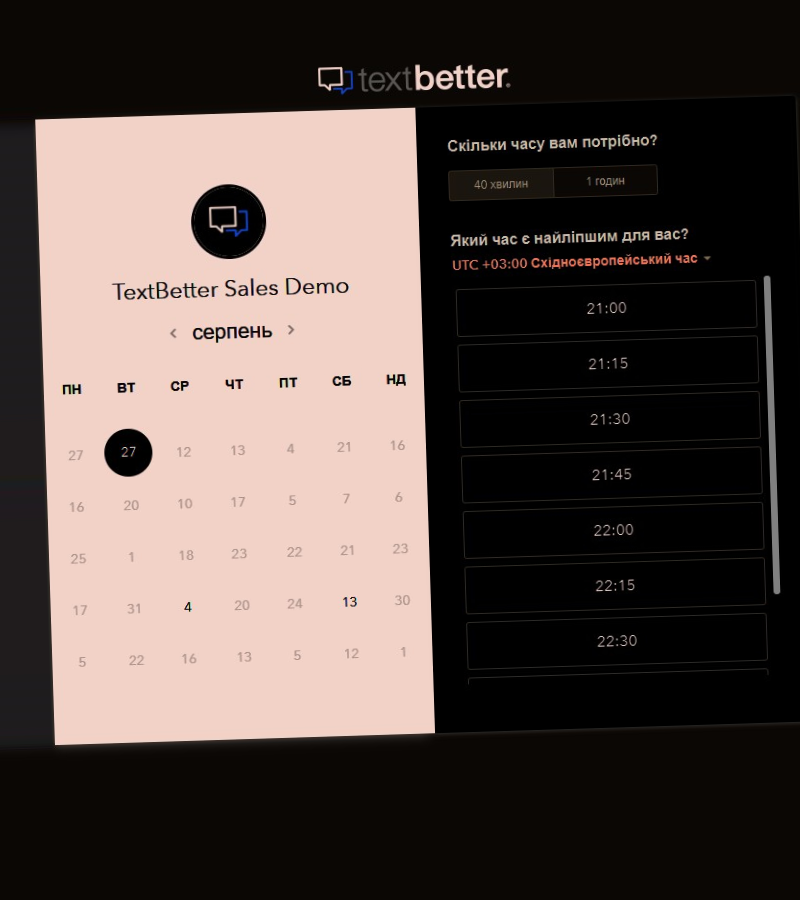 textbetter.
TextBetter Sales Demo
серпень
ПН ВТ СР ЧТ ПТ СБ НД
27 27 12 13 4 21 16
16 20 10 17 5 7 6
25 1 18 23 22 21 23
17 31 4 20 24 13 30
5 22 16 13 5 12 1
Скільки часу вам потрібно?
40 хвилин 1 годин
Який час є найліпшим для вас?
UTC +03:00 Східноєвропейський час
21:00
21:15
21:30
21:45
22:00
22:15
22:30